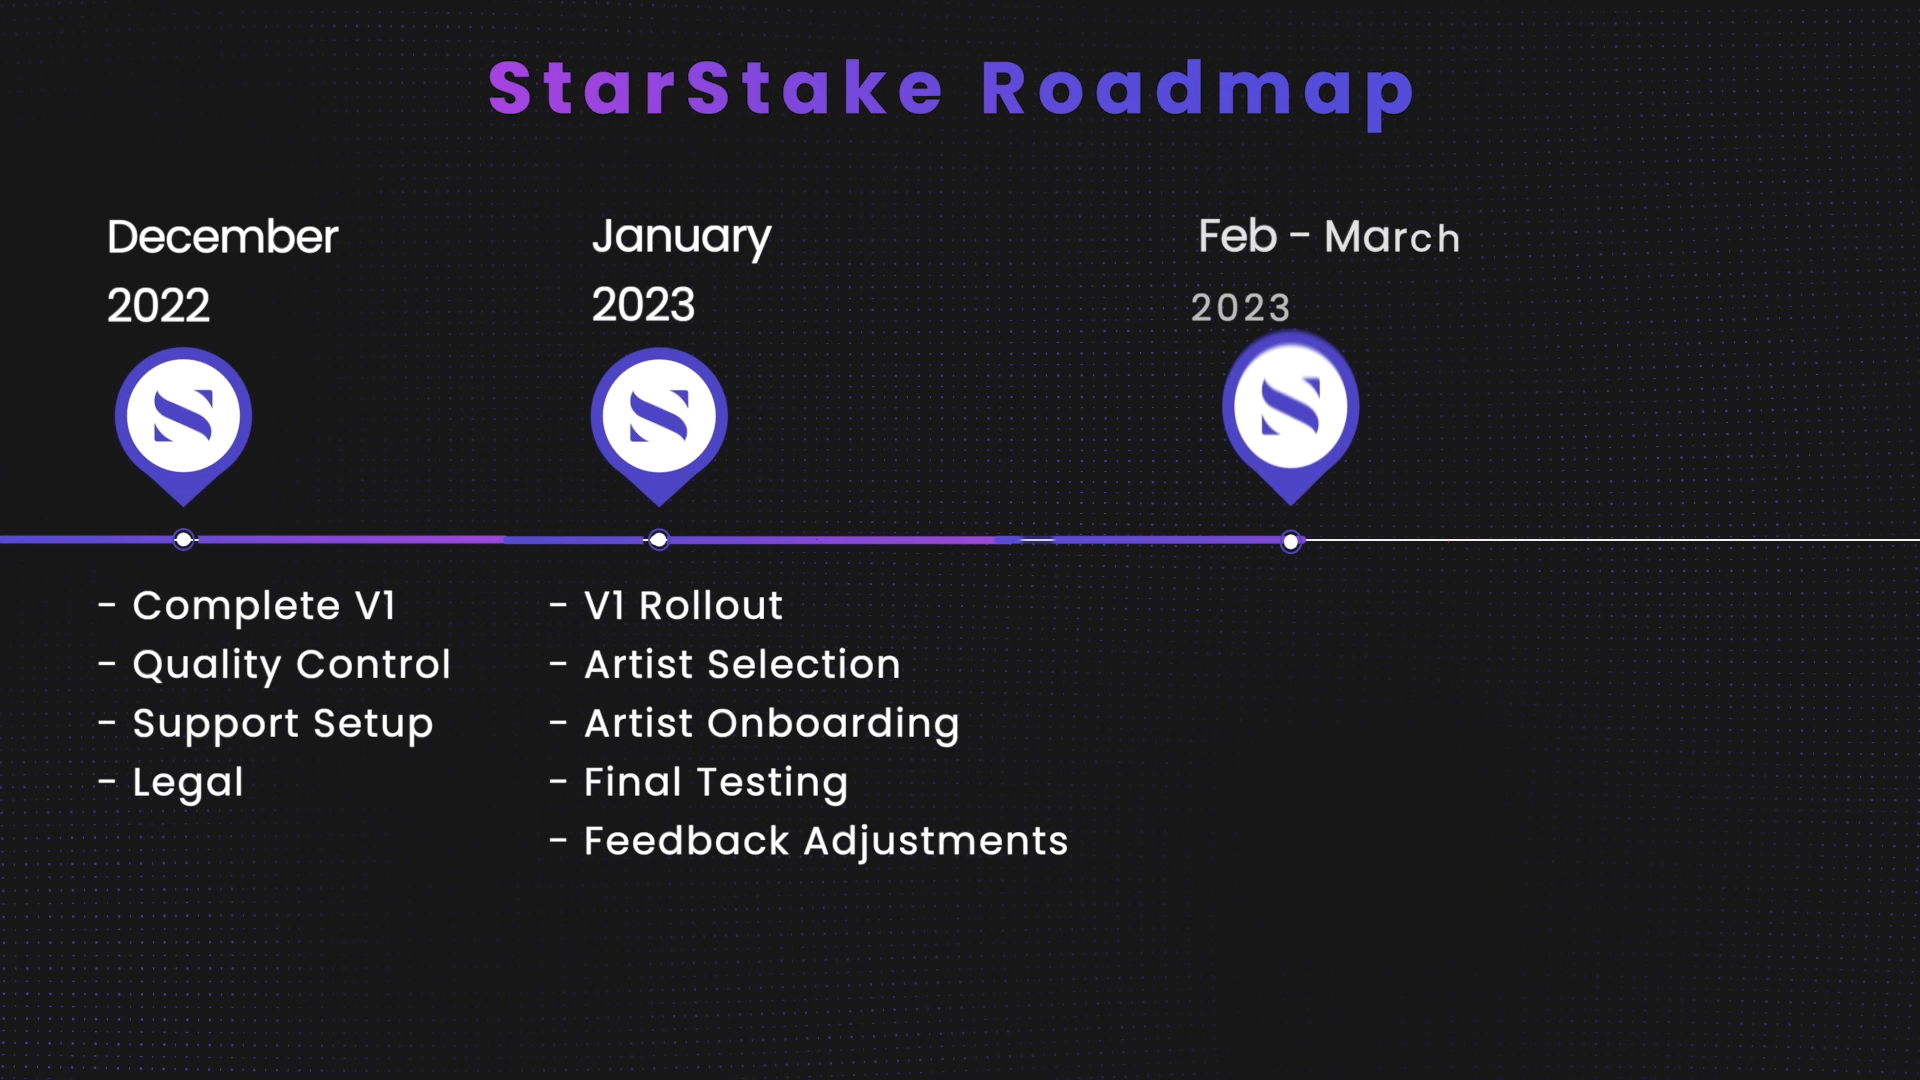 StarStake Roadmap
December
2022
January
2023
Feb - March
2023
- Complete V1
- Quality Control
- Support Setup
- Legal
- V1 Rollout
- Artist Selection
- Artist Onboarding
- Final Testing
- Feedback Adjustments